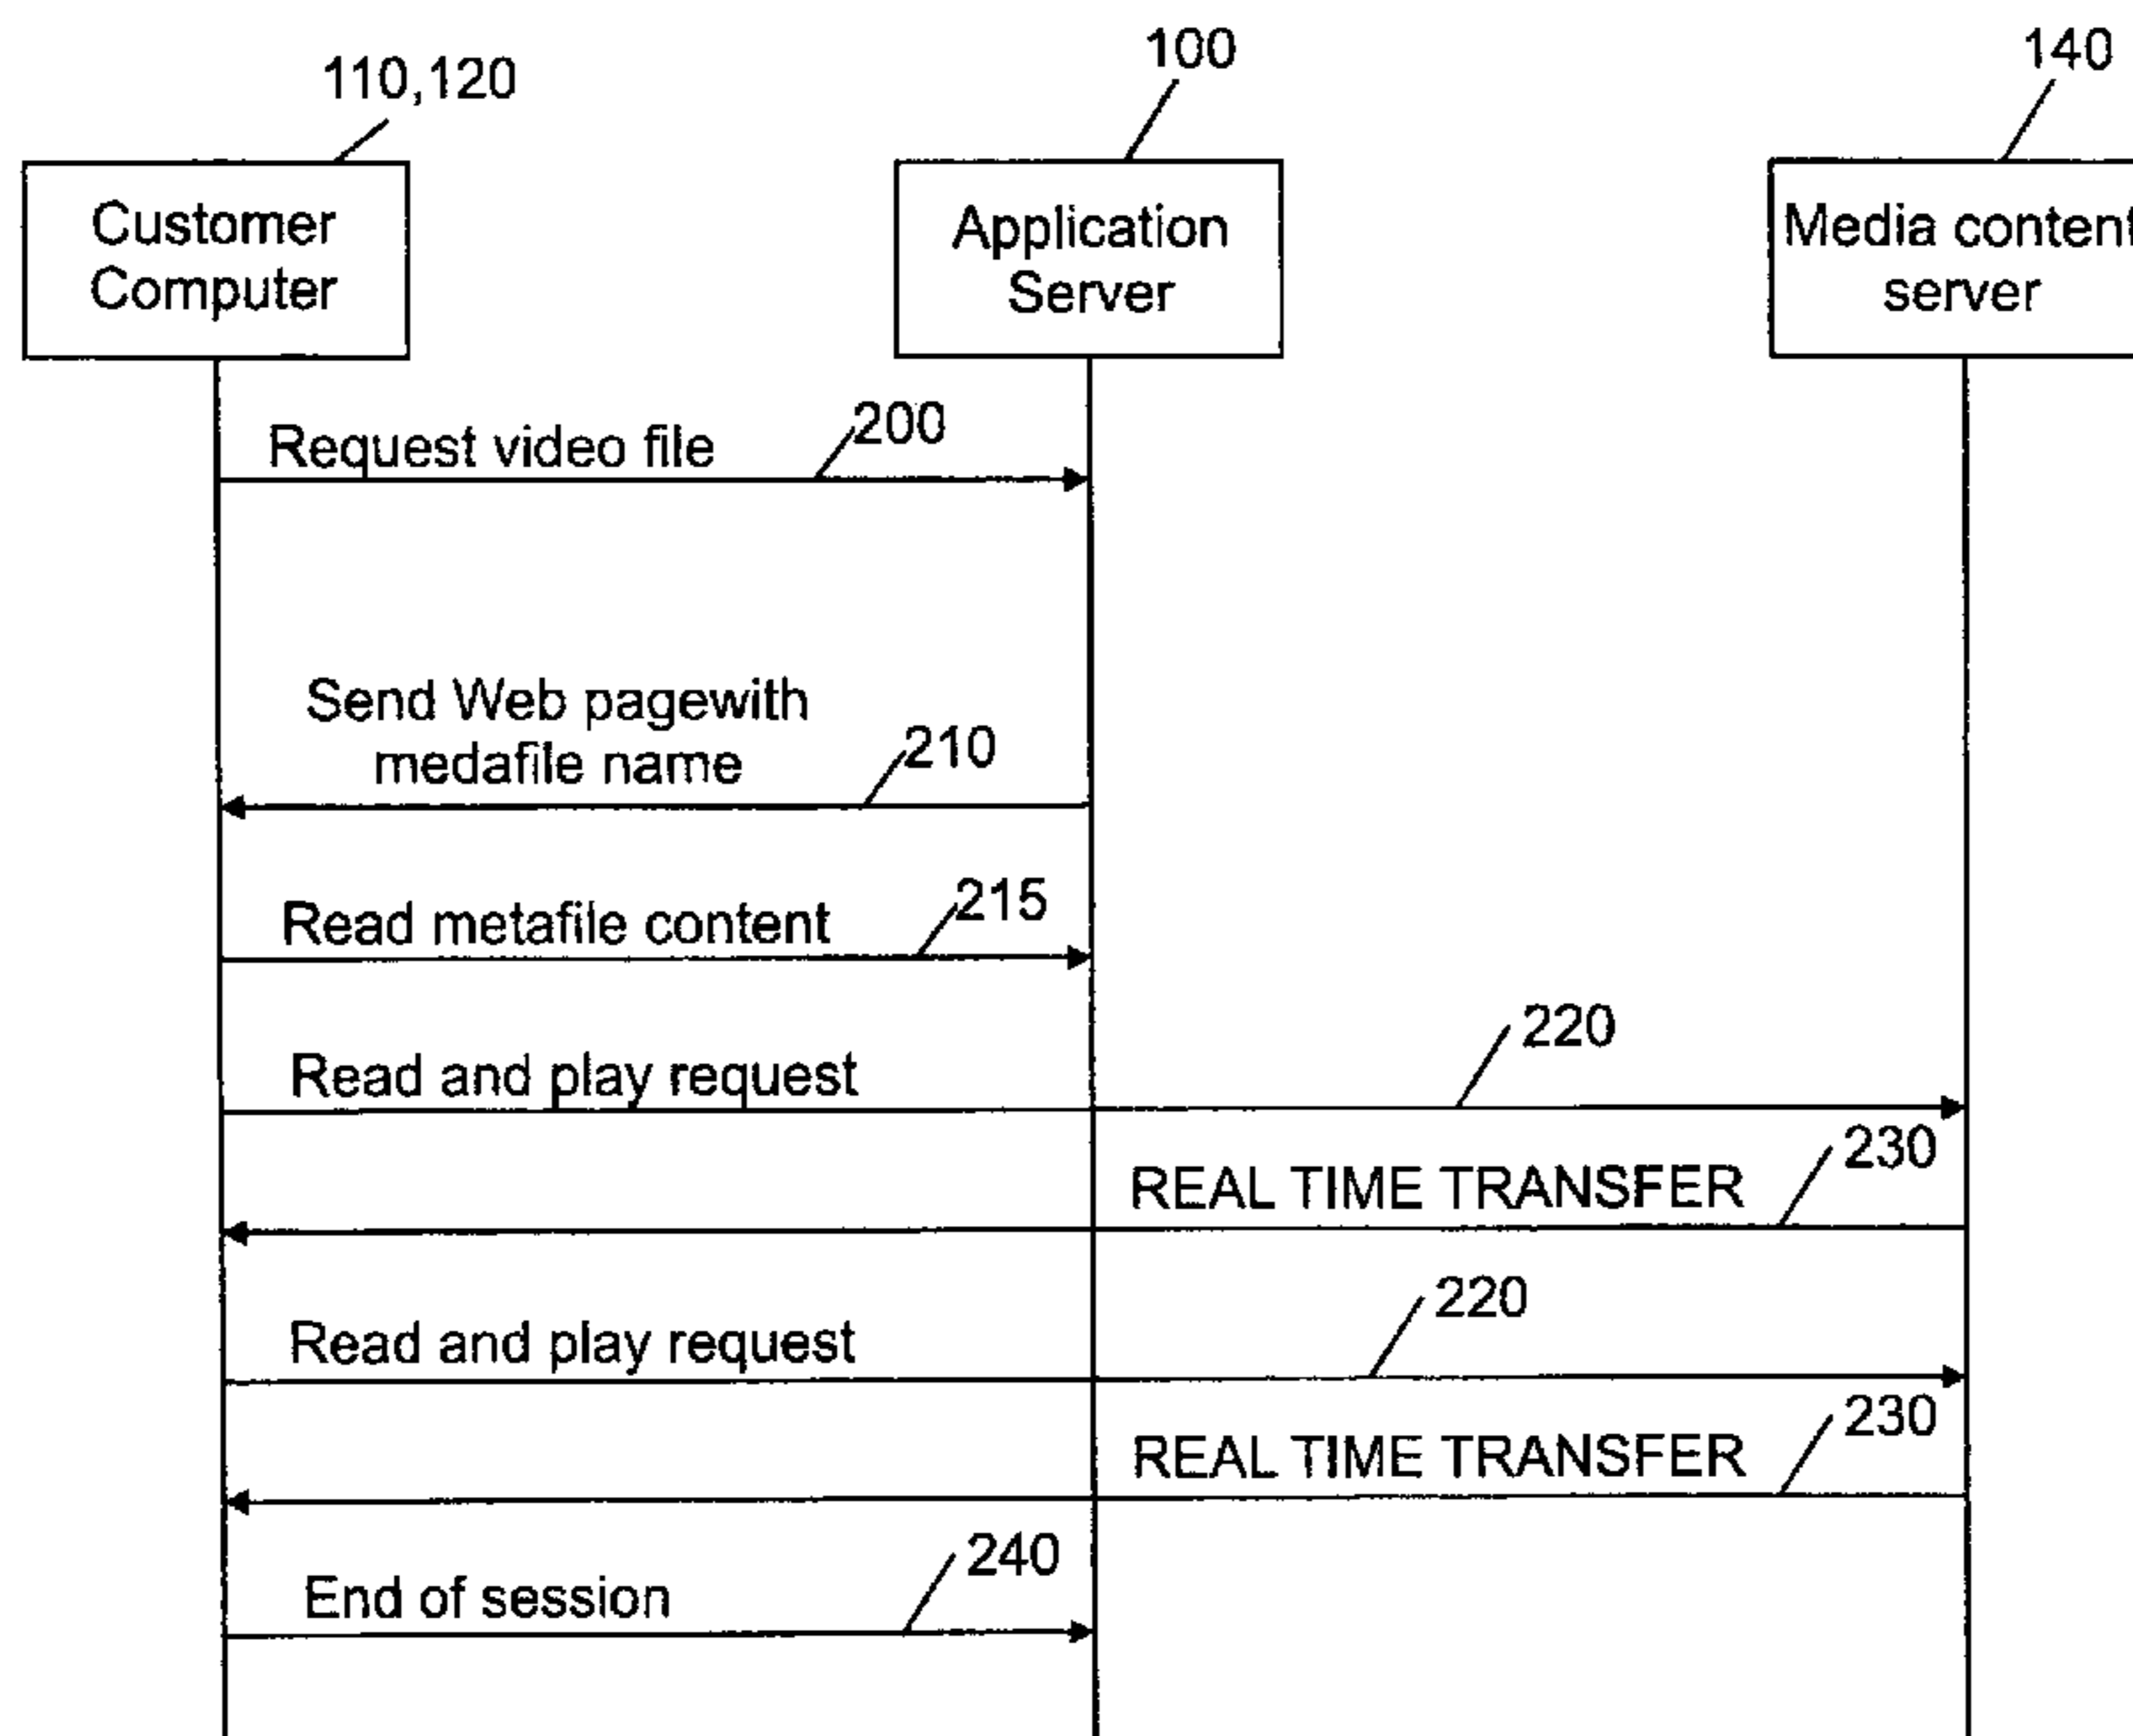 110,120
100
140
Customer
Computer
Application
Server
Media content
server
Request video file
200
Send Web pagewith
medafile name
210
Read metafile content
215
Read and play request
220
REAL TIME TRANSFER
230
Read and play request
220
REAL TIME TRANSFER
230
End of session
240